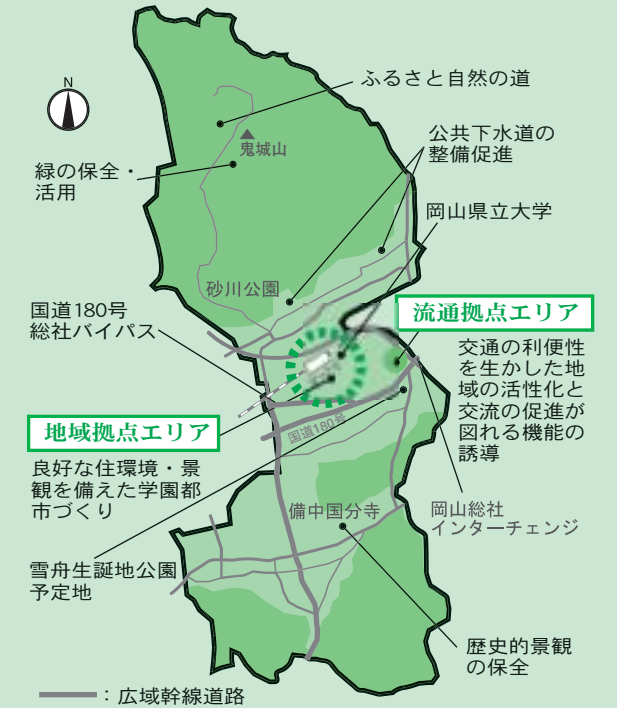 N
ふるさと自然の道
鬼城山
公共下水道の
整備促進
緑の保全・
活用
岡山県立大学
砂川公園
国道180号
総社バイパス
流通拠点エリア
交通の利便性
を生かした地
域の活性化と
交流の促進が
図れる機能の
誘導
地域拠点エリア
国道180号
良好な住環境・景
観を備えた学園都
市づくり
備中国分寺
岡山総社
インターチェンジ
雪舟生誕地公園
予定地
歴史的景観
の保全
：広域幹線道路